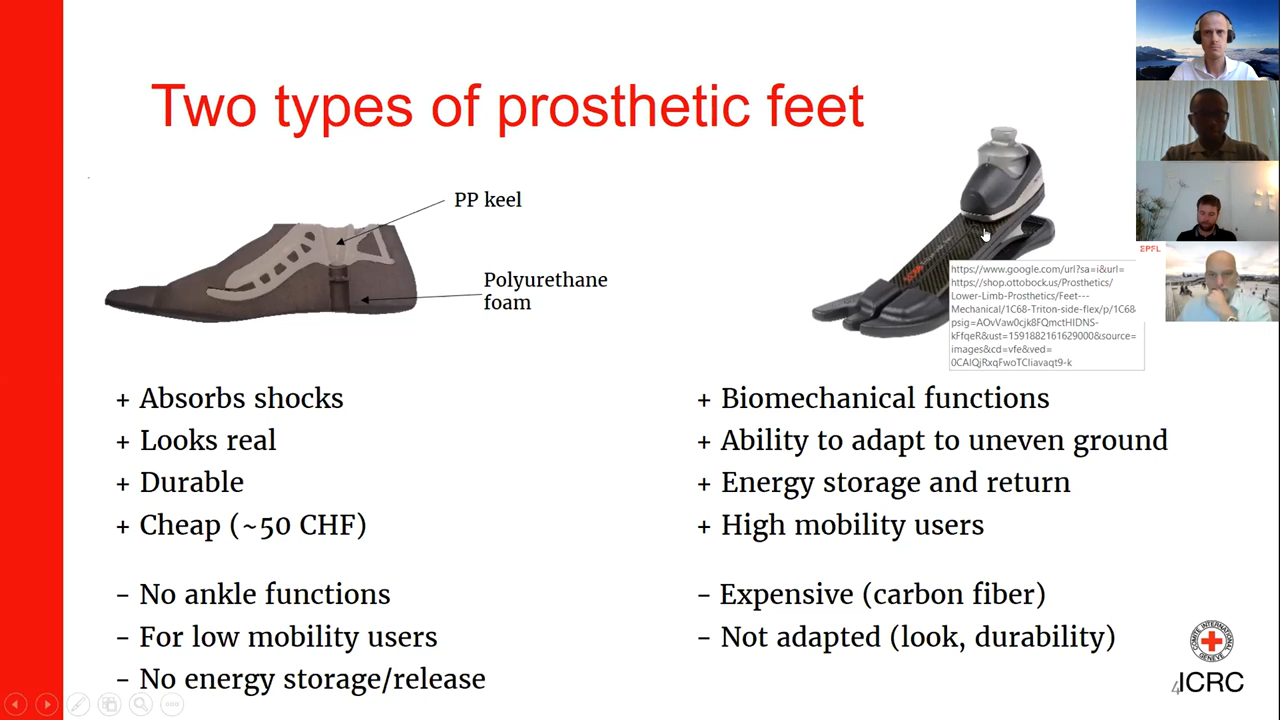 Two types of prosthetic feet
PP keel
Polyurethane
foam
EPFL
https://www.google.com/url?sa=i&url=
https://shop.ottobock.us/Prosthetics/
Lower-Limb-Prosthetics/Feet---
Mechanical/1C68-Triton-side-flex/p/1C68
psig=AOvVaw0cjk8FQmctHIDNS-
kFfqeR&ust=1591882161629000&source=
images&cd=vfe&ved=
0CAIQjRxqFwoTCIiavaqt9-k
+ Absorbs shocks
+ Looks real
+ Durable
+ Cheap (~50 CHF)
- No ankle functions
- For low mobility users
- No energy storage/release
+ Biomechanical functions
+ Ability to adapt to uneven ground
+ Energy storage and return
+ High mobility users
- Expensive (carbon fiber)
- Not adapted (look, durability)
COMITE INTERNATIONAL
GENEVE
4
ICRC